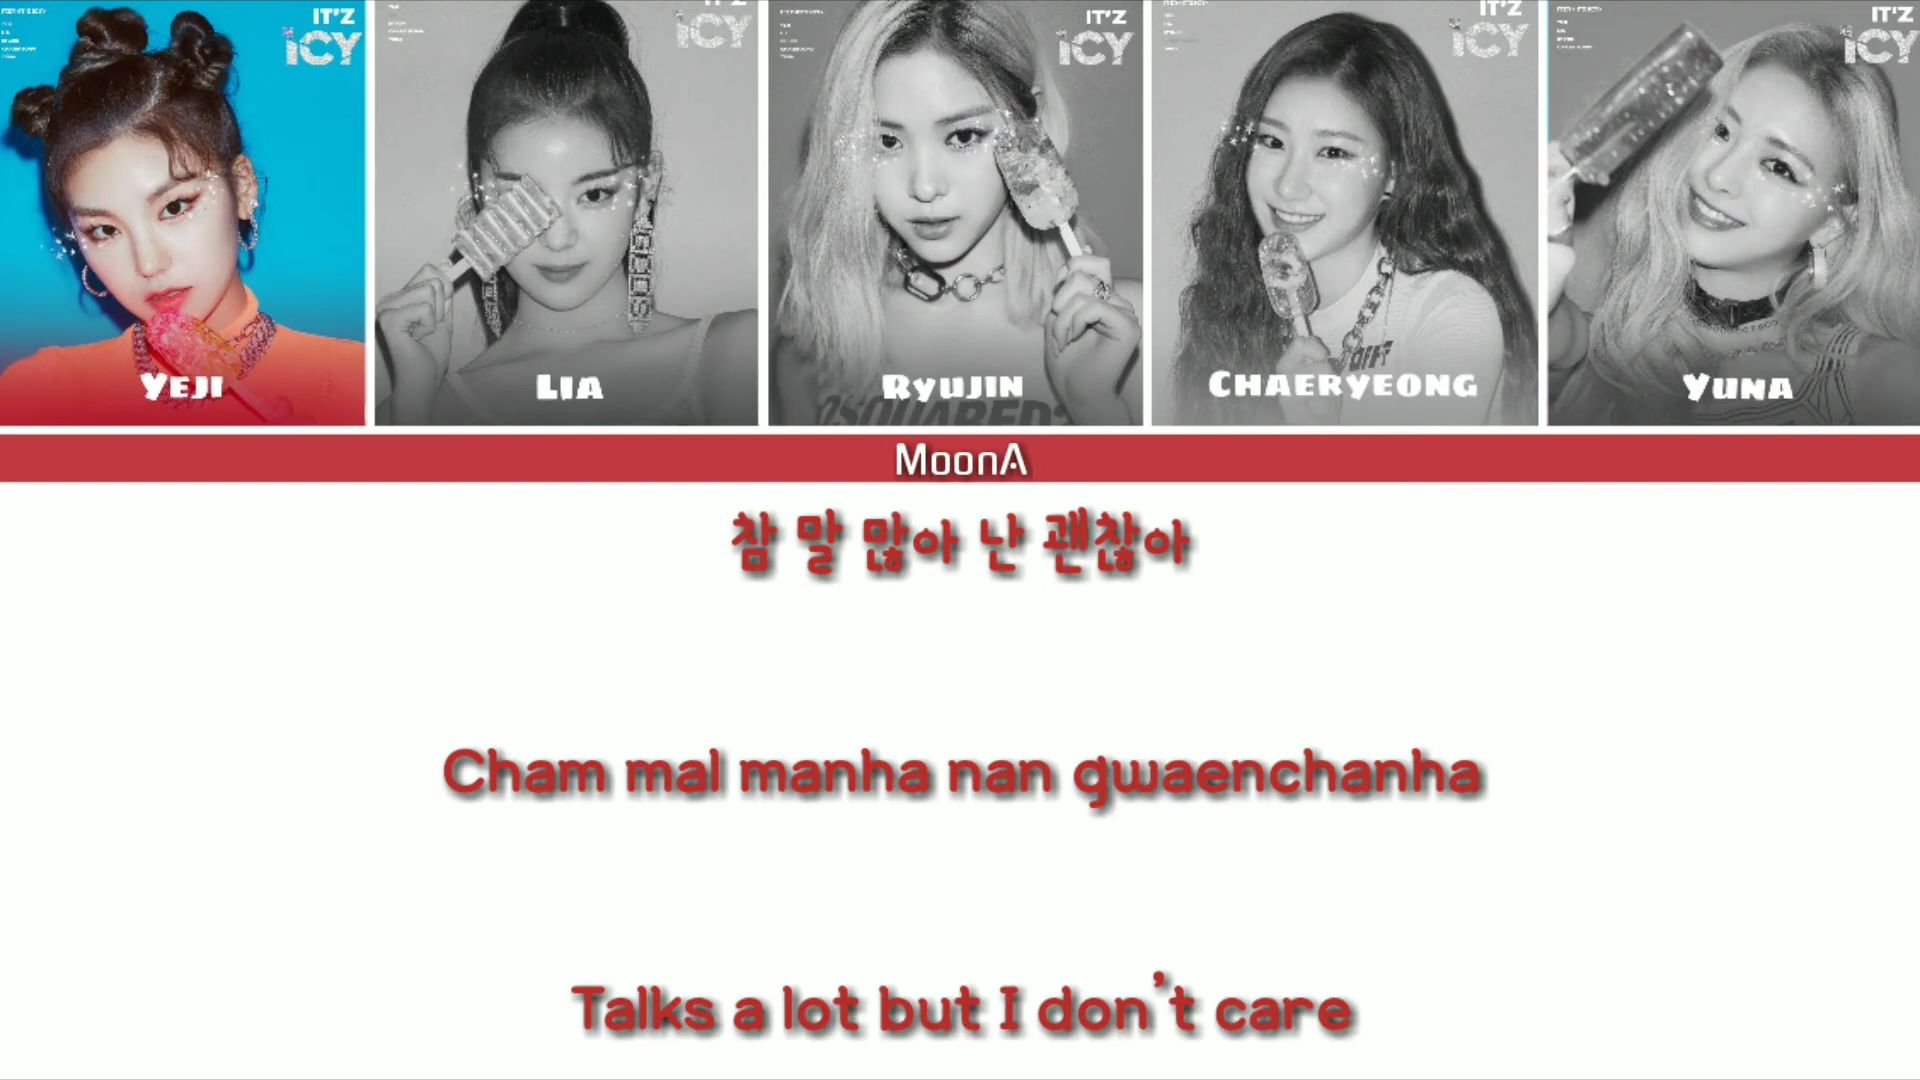 IT'Z
ICY
ICY
IT'Z
ICY
IT'Z
ICY
IT'Z
ICY
YEJI
LIA
RYUJIN
CHAERYEONG
YUNA
MoonA
참 말 많아 난 괜찮아
Cham mal manha nan gwaenchanha
Talks a lot but I don't care